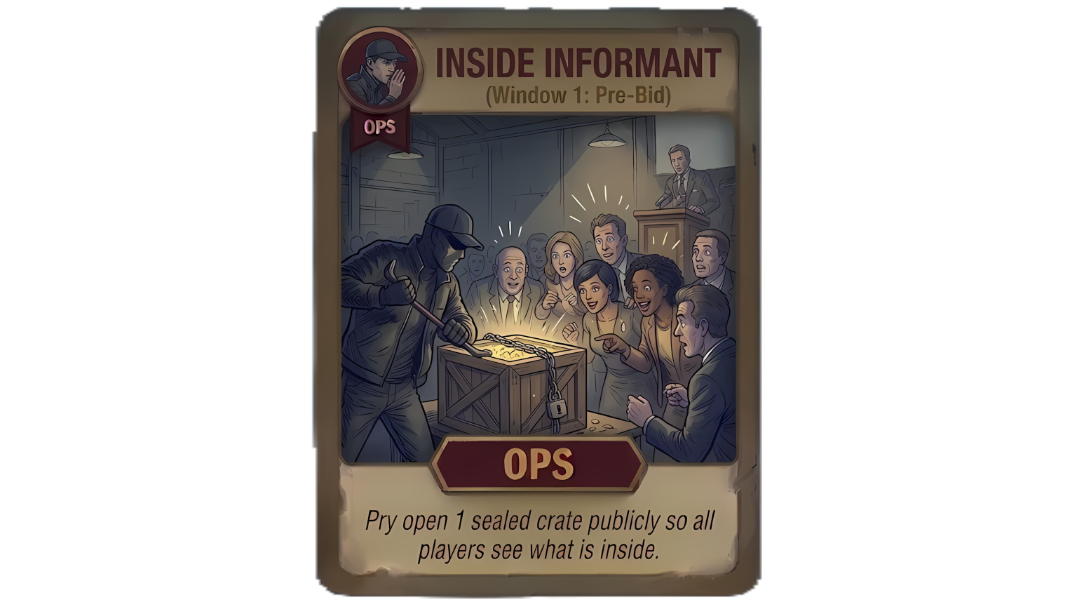 INSIDE INFORMANT
(Window 1: Pre-Bid)
OPS
OPS
Pry open 1 sealed crate publicly so all
players see what is inside.